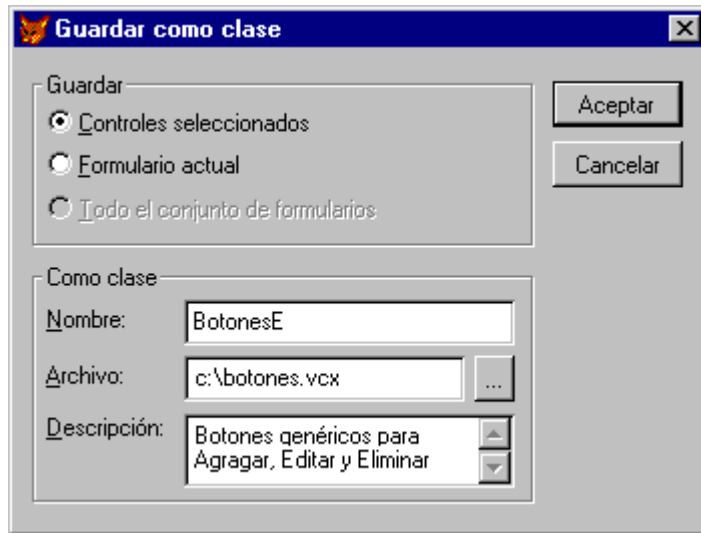 Guardar como clase
Guardar
Controles seleccionados
Formulario actual
Todo el conjunto de formularios
Aceptar
Cancelar
Como clase
Nombre:
BotonesE
Archivo:
c:\botones.vcx
...
Descripción:
Botones genéricos para
Agragar, Editar y Eliminar